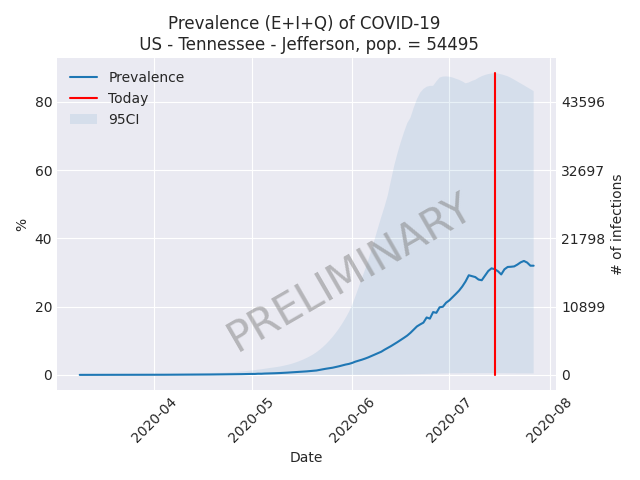 Prevalence (E+I+Q) of COVID-19
US - Tennessee - Jefferson, pop. = 54495
Prevalence
Today
95CI
%
80
60
40
20
0
43596
32697
21798
10899
0
# of infections
PRELIMINARY
2020-04
2020-05
2020-06
2020-07
2020-08
Date